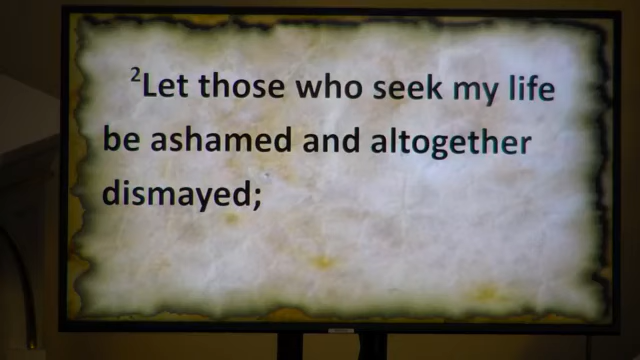 ²Let those who seek my life
be ashamed and altogether
dismayed;